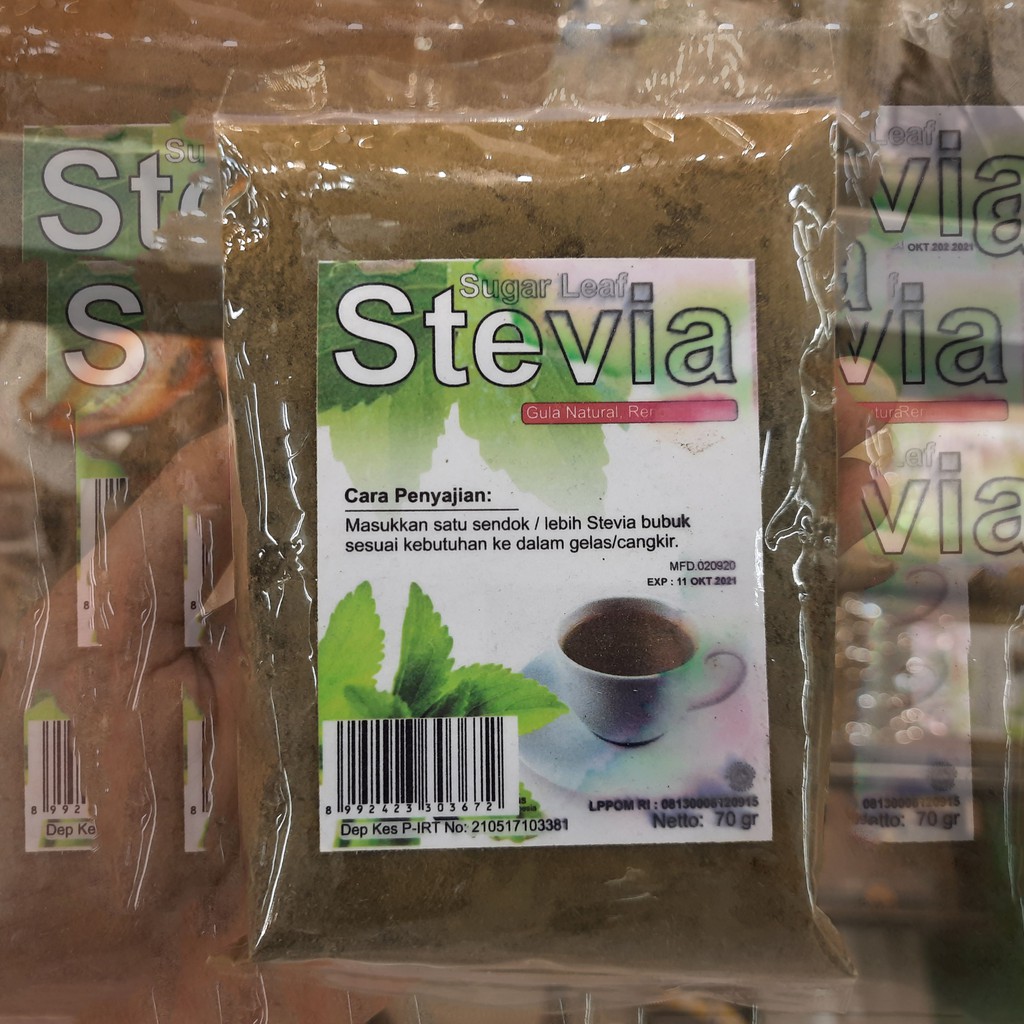 Sugar Leaf
Stevia
Gula Natural,
Cara Penyajian:
Masukkan satu sendok / lebih Stevia bubuk
sesuai kebutuhan ke dalam gelas/cangkir.
MFD.020920
EXP : 11 OKT 2021
8 992423 303672
LPPOM RI : 08130008120915
Dep Kes P-IRT No: 210517103381
Netto: 70 gr